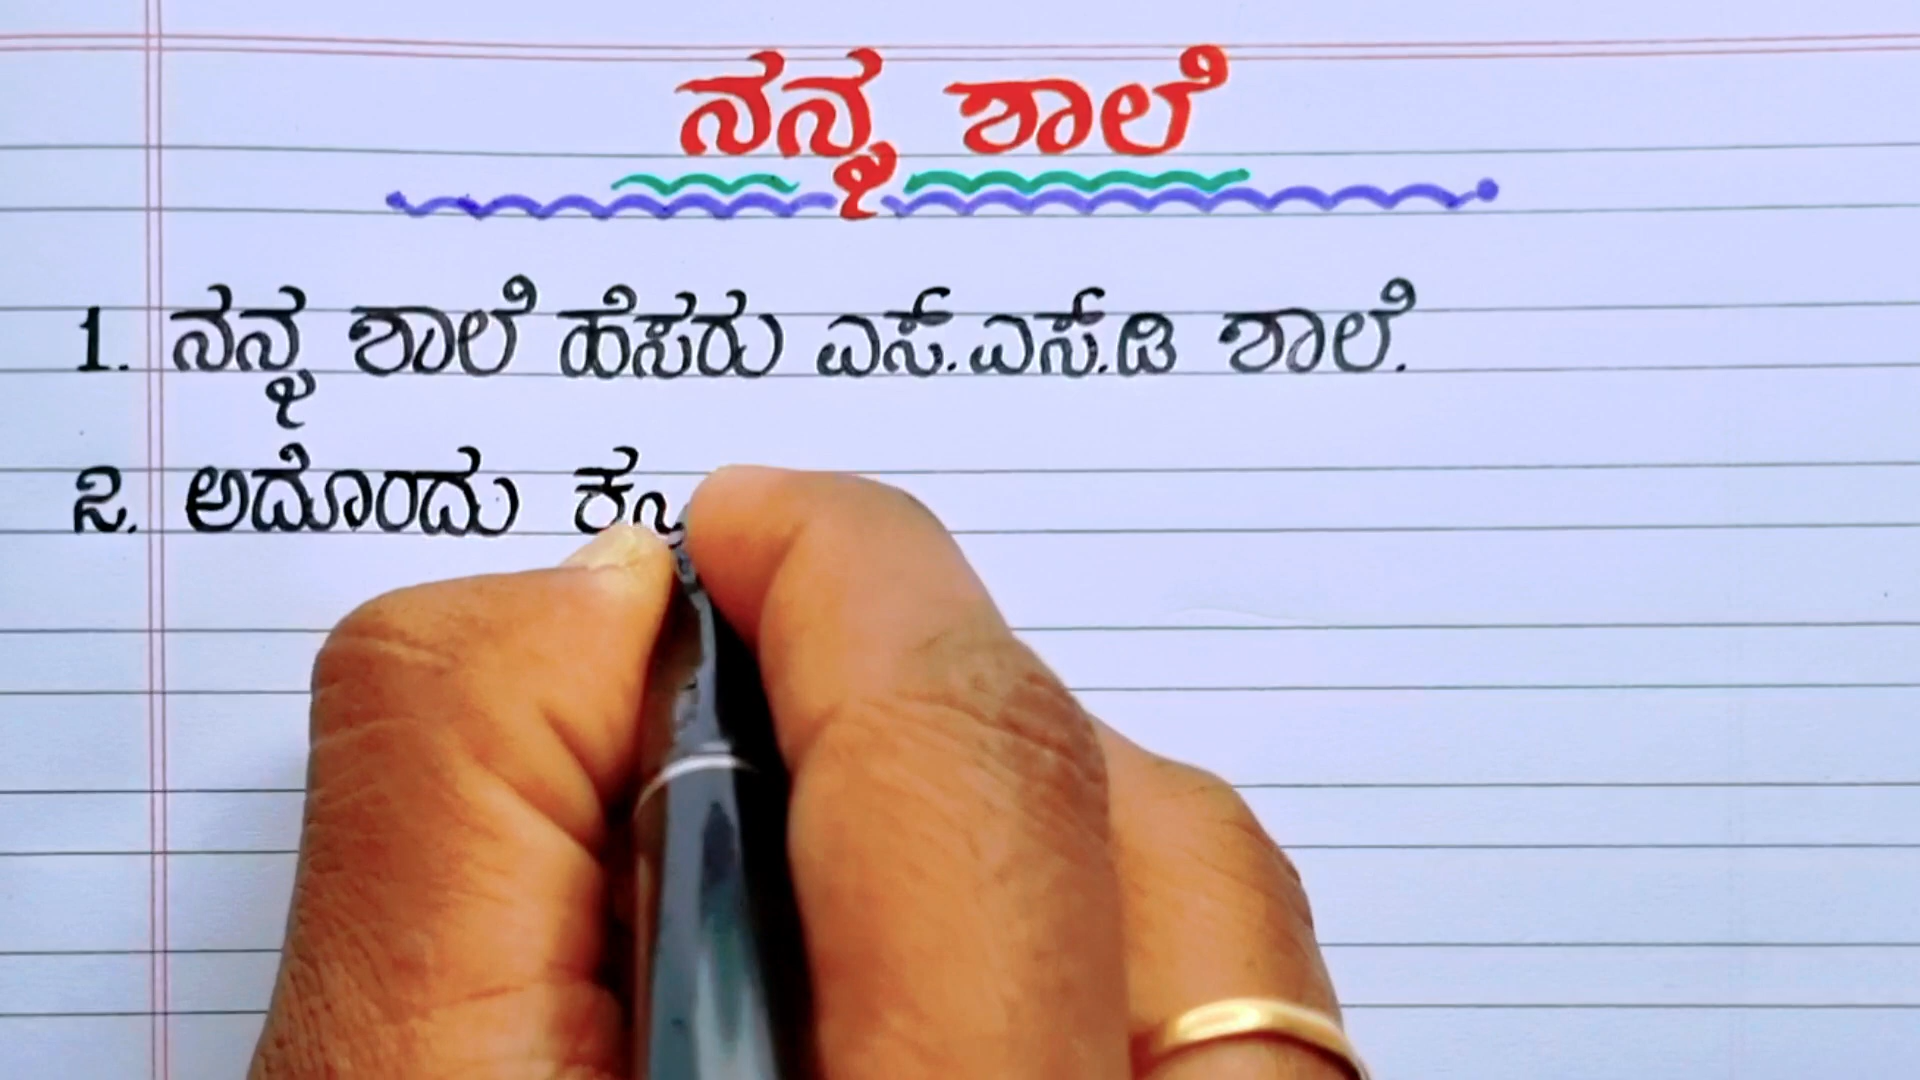 ನನ್ನ ಶಾಲೆ
1. ನನ್ನ ಶಾಲೆ ಹೆಸರು ಎಸ್.ಎಸ್.ಡಿ ಶಾಲೆ.
೨. ಅದೊಂದು